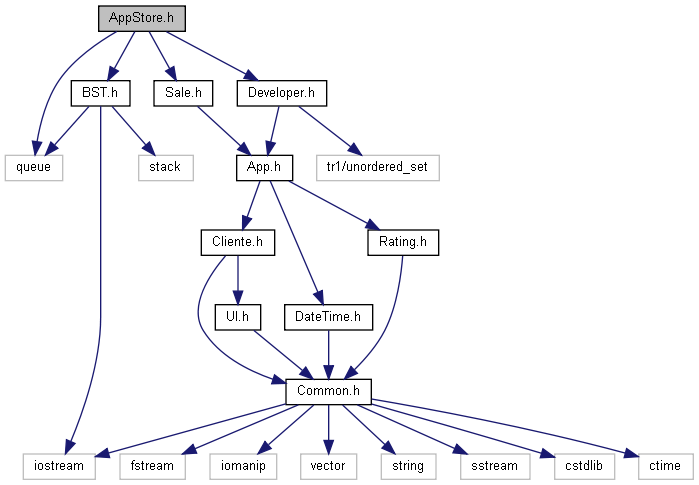 AppStore.h
BST.h
Sale.h
Developer.h
queue
stack
App.h
tr1/unordered_set
Cliente.h
Rating.h
UI.h
DateTime.h
Common.h
iostream
fstream
iomanip
vector
string
sstream
cstdlib
ctime